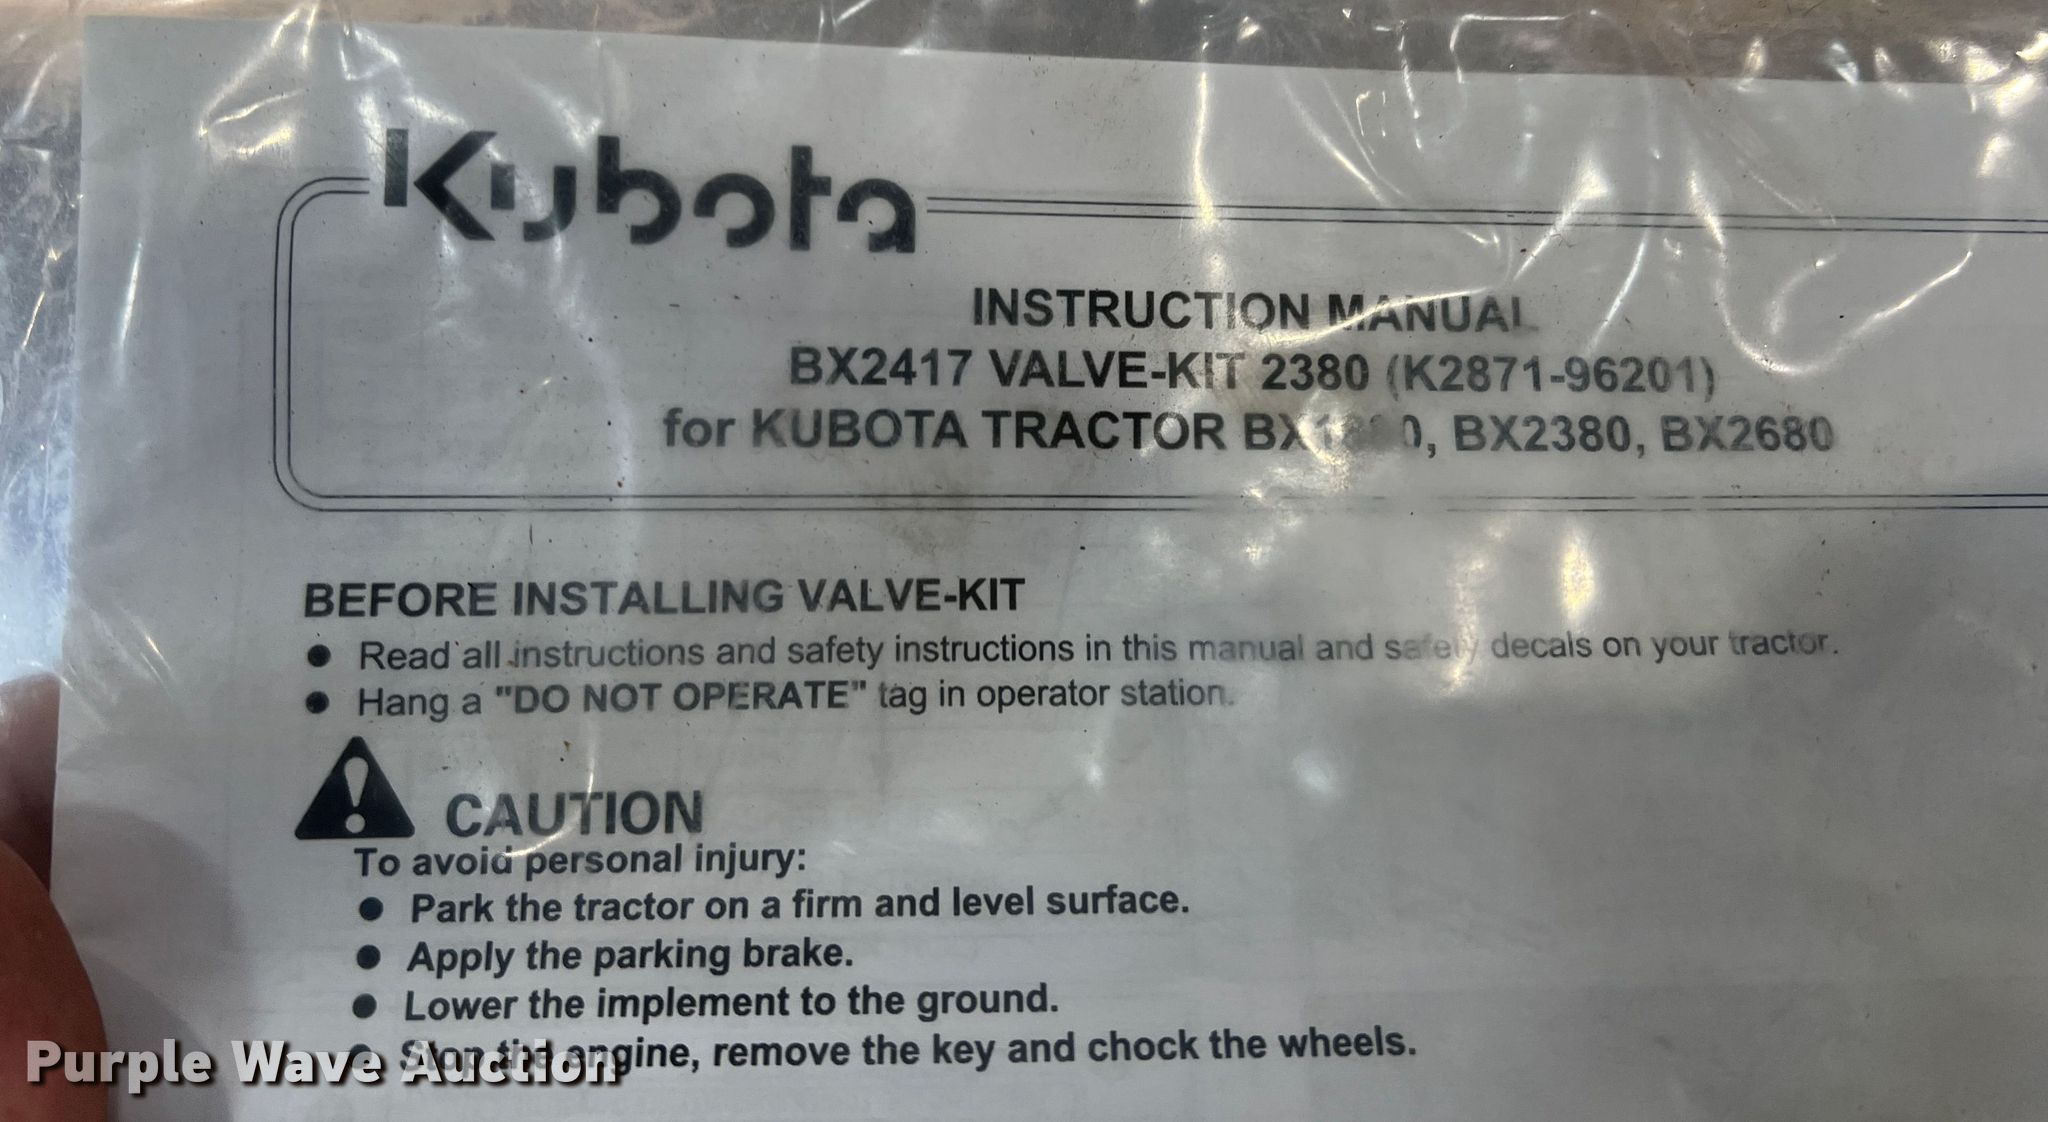 Kubota
INSTRUCTION MANUAL
BX2417 VALVE-KIT 2380 (K2871-96201)
for KUBOTA TRACTOR BX2380, BX2680
BEFORE INSTALLING VALVE-KIT
● Read all instructions and safety instructions in this manual and safety decals on your tractor.
● Hang a "DO NOT OPERATE" tag in operator station.
CAUTION
To avoid personal injury:
● Park the tractor on a firm and level surface.
● Apply the parking brake.
● Lower the implement to the ground.
● Stop the engine, remove the key and chock the wheels.
Purple Wave Auction